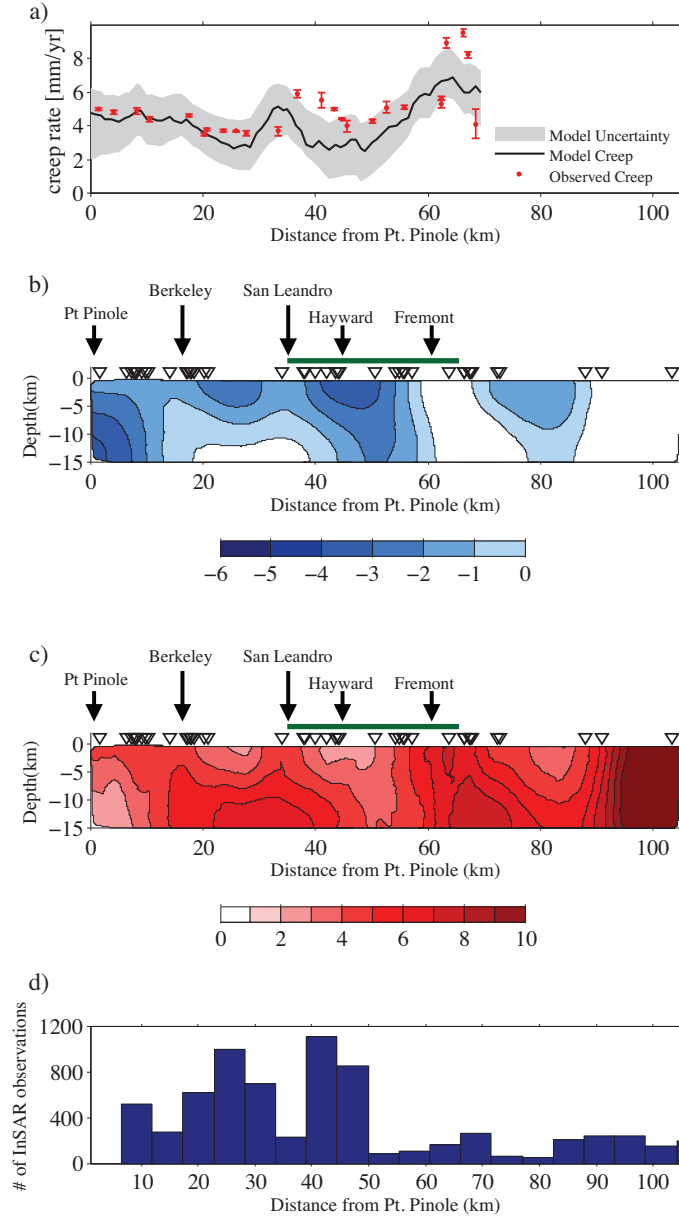 a)
creep rate [mm/yr]
8
6
4
2
0
Model Uncertainty
Model Creep
Observed Creep
0 20 40 60 80 100
Distance from Pt. Pinole (km)
b)
Berkeley San Leandro
Pt Pinole Hayward Fremont
Depth(km)
0
−5
−10
−15
0 20 40 60 80 100
Distance from Pt. Pinole (km)
−6 −5 −4 −3 −2 −1 0
c)
Berkeley San Leandro
Pt Pinole Hayward Fremont
Depth(km)
0
−5
−10
−15
0 20 40 60 80 100
Distance from Pt. Pinole (km)
0 2 4 6 8 10
d)
# of InSAR observations
1200
800
400
0
10 20 30 40 50 60 70 80 90 100
Distance from Pt. Pinole (km)